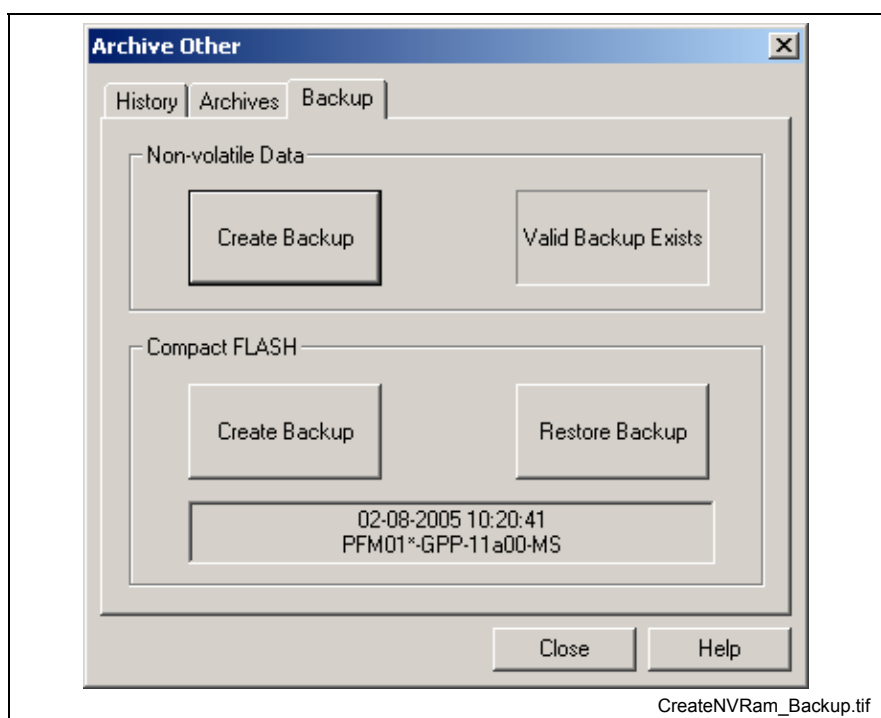 Archive Other
History Archives Backup
Non-volatile Data
Create Backup Valid Backup Exists
Compact FLASH
Create Backup Restore Backup
02-08-2005 10:20:41
PFM01*-GPP-11a00-MS
Close Help
CreateNVRam_Backup.tif